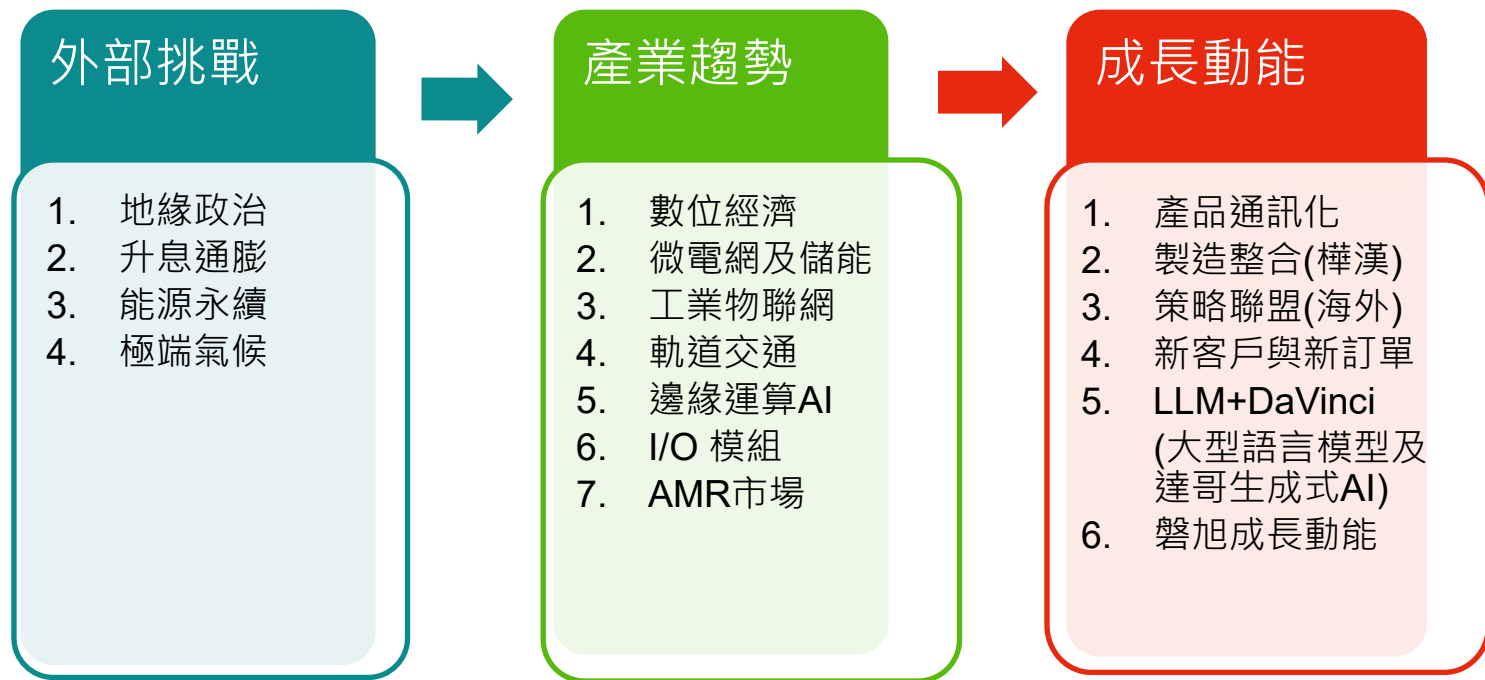 外部挑戰
1. 地緣政治
2. 升息通膨
3. 能源永續
4. 極端氣候
產業趨勢
1. 數位經濟
2. 微電網及儲能
3. 工業物聯網
4. 軌道交通
5. 邊緣運算AI
6. I/O 模組
7. AMR市場
成長動能
1. 產品通訊化
2. 製造整合(樺漢)
3. 策略聯盟(海外)
4. 新客戶與新訂單
5. LLM+DaVinci
(大型語言模型及
達哥生成式AI)
6. 磐旭成長動能